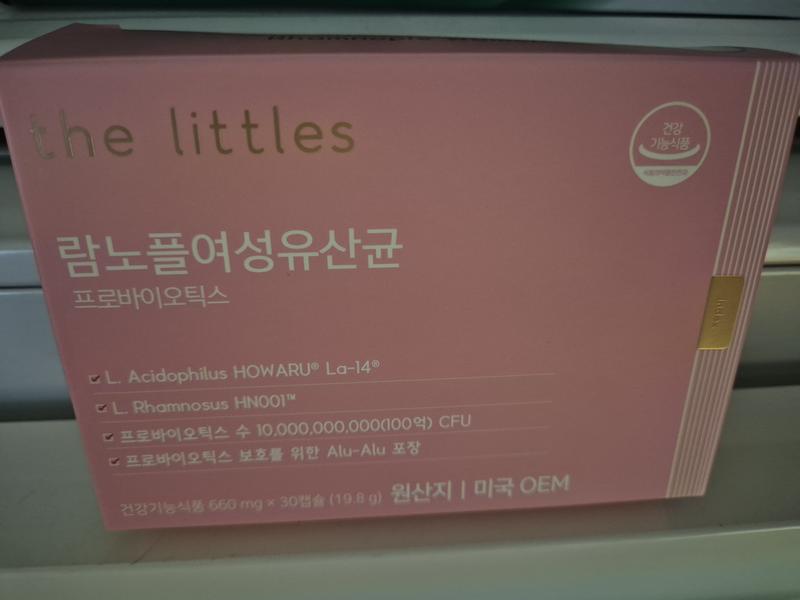 the littles
건강
기능식품
람노플여성유산균
프로바이오틱스
L. Acidophilus HOWARU® La-14®
L. Rhamnosus HN001™
프로바이오틱스 수 10,000,000,000(100억) CFU
프로바이오틱스 보호를 위한 Alu-Alu 포장
건강기능식품 660 mg × 30캡슐 (19.8 g) 원산지 | 미국 OEM